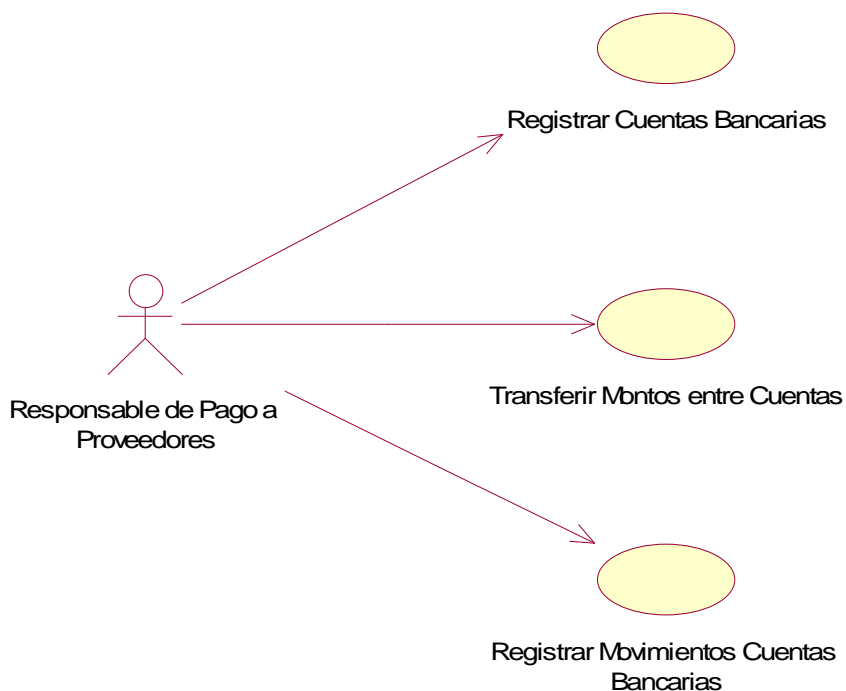 Registrar Cuentas Bancarias
Transferir Montos entre Cuentas
Responsable de Pago a
Proveedores
Registrar Movimientos Cuentas
Bancarias